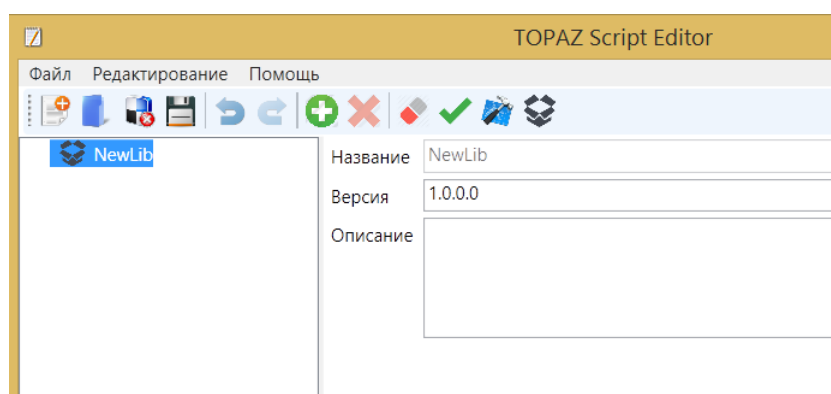 TOPAZ Script Editor
Файл Редактирование Помощь
NewLib
Название NewLib
Версия 1.0.0.0
Описание